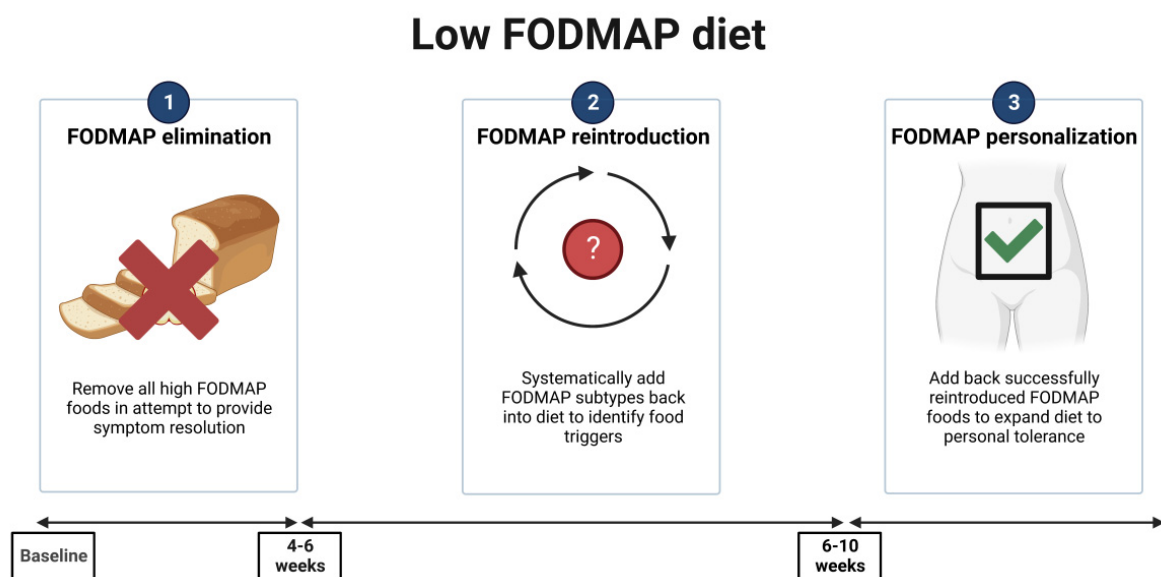 Low FODMAP diet
1
FODMAP elimination
Remove all high FODMAP
foods in attempt to provide
symptom resolution
2
FODMAP reintroduction
?
Systematically add
FODMAP subtypes back
into diet to identify food
triggers
3
FODMAP personalization
Add back successfully
reintroduced FODMAP
foods to expand diet to
personal tolerance
Baseline
4-6
weeks
6-10
weeks